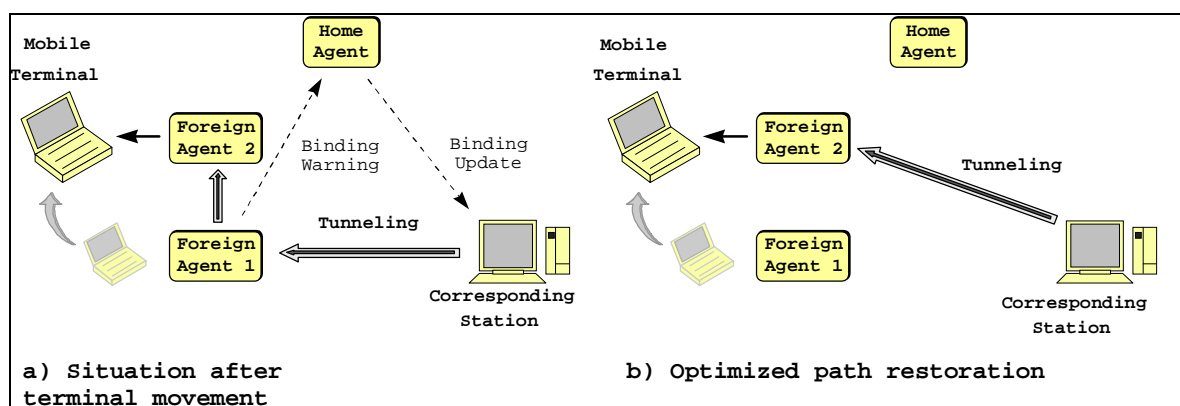 Home
Agent
Mobile
Terminal
Foreign
Agent 2
Binding
Warning
Binding
Update
Tunneling
Foreign
Agent 1
Corresponding
Station
a) Situation after
terminal movement
Home
Agent
Mobile
Terminal
Foreign
Agent 2
Tunneling
Foreign
Agent 1
Corresponding
Station
b) Optimized path restoration